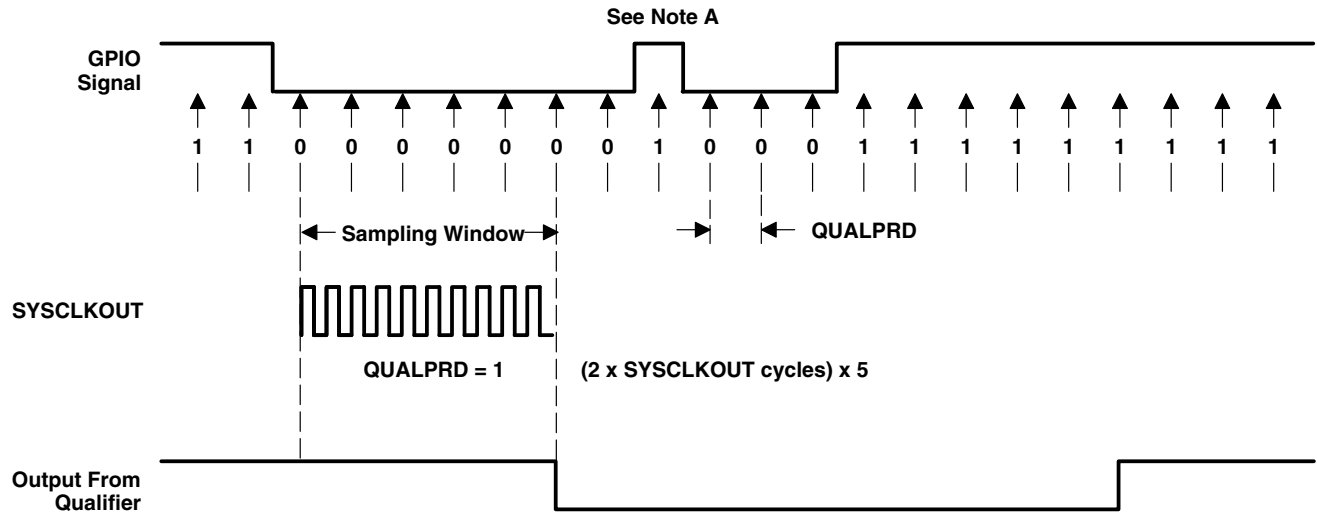 See Note A
GPIO
Signal
1 1 0 0 0 0 0 0 0 1 0 0 0 1 1 1 1 1 1 1 1 1
Sampling Window
QUALPRD
SYSCLKOUT
QUALPRD = 1
(2 x SYSCLKOUT cycles) x 5
Output From
Qualifier